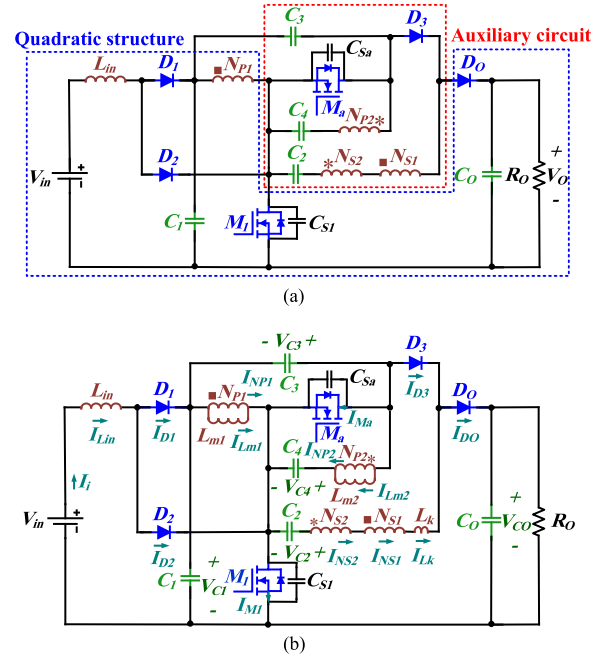 Quadratic structure
Auxiliary circuit
C3
D3
CSa
Lin
D1
■ NP1
DO
Ma
NP2*
C4
C2
* NS2
■ NS1
D2
Vin
+
-
M1
CS1
C1
CO
RO
+
VO
-
(a)
- VC3 +
C3
D3
INP1
CSa
ID3
Lin
D1
■ NP1
DO
ILin
ID1
Lm1
ILm1
Ma
IMa
IDO
INP2
NP2*
C4
Ii
- VC4 +
Lm2
ILm2
C2
* NS2
■ NS1
Lk
Vin
+
-
D2
- VC2 +
INS2
INS1
ILk
ID2
M1
CS1
IM1
C1
+
VC1
-
CO
+
VCO
-
RO
(b)